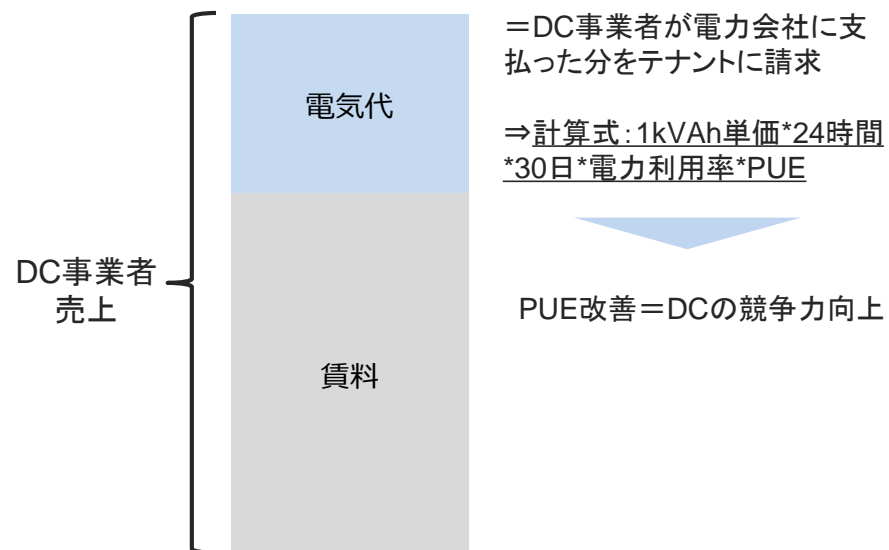 DC事業者
売上
電気代
賃料
＝DC事業者が電力会社に支
払った分をテナントに請求
⇒計算式：1kVAh単価*24時間
*30日*電力利用率*PUE
PUE改善＝DCの競争力向上